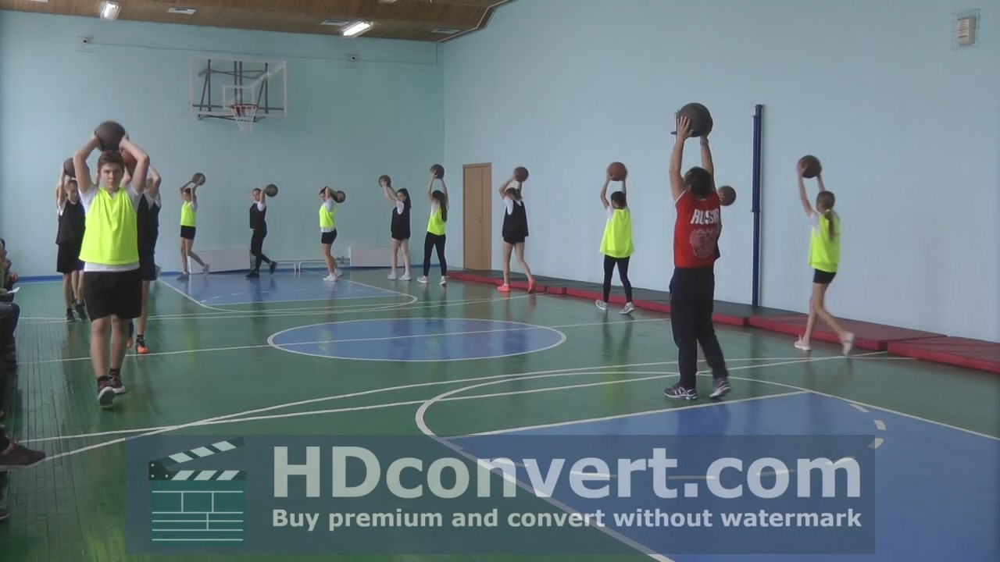 RUSSIA
HDconvert.com
Buy premium and convert without watermark